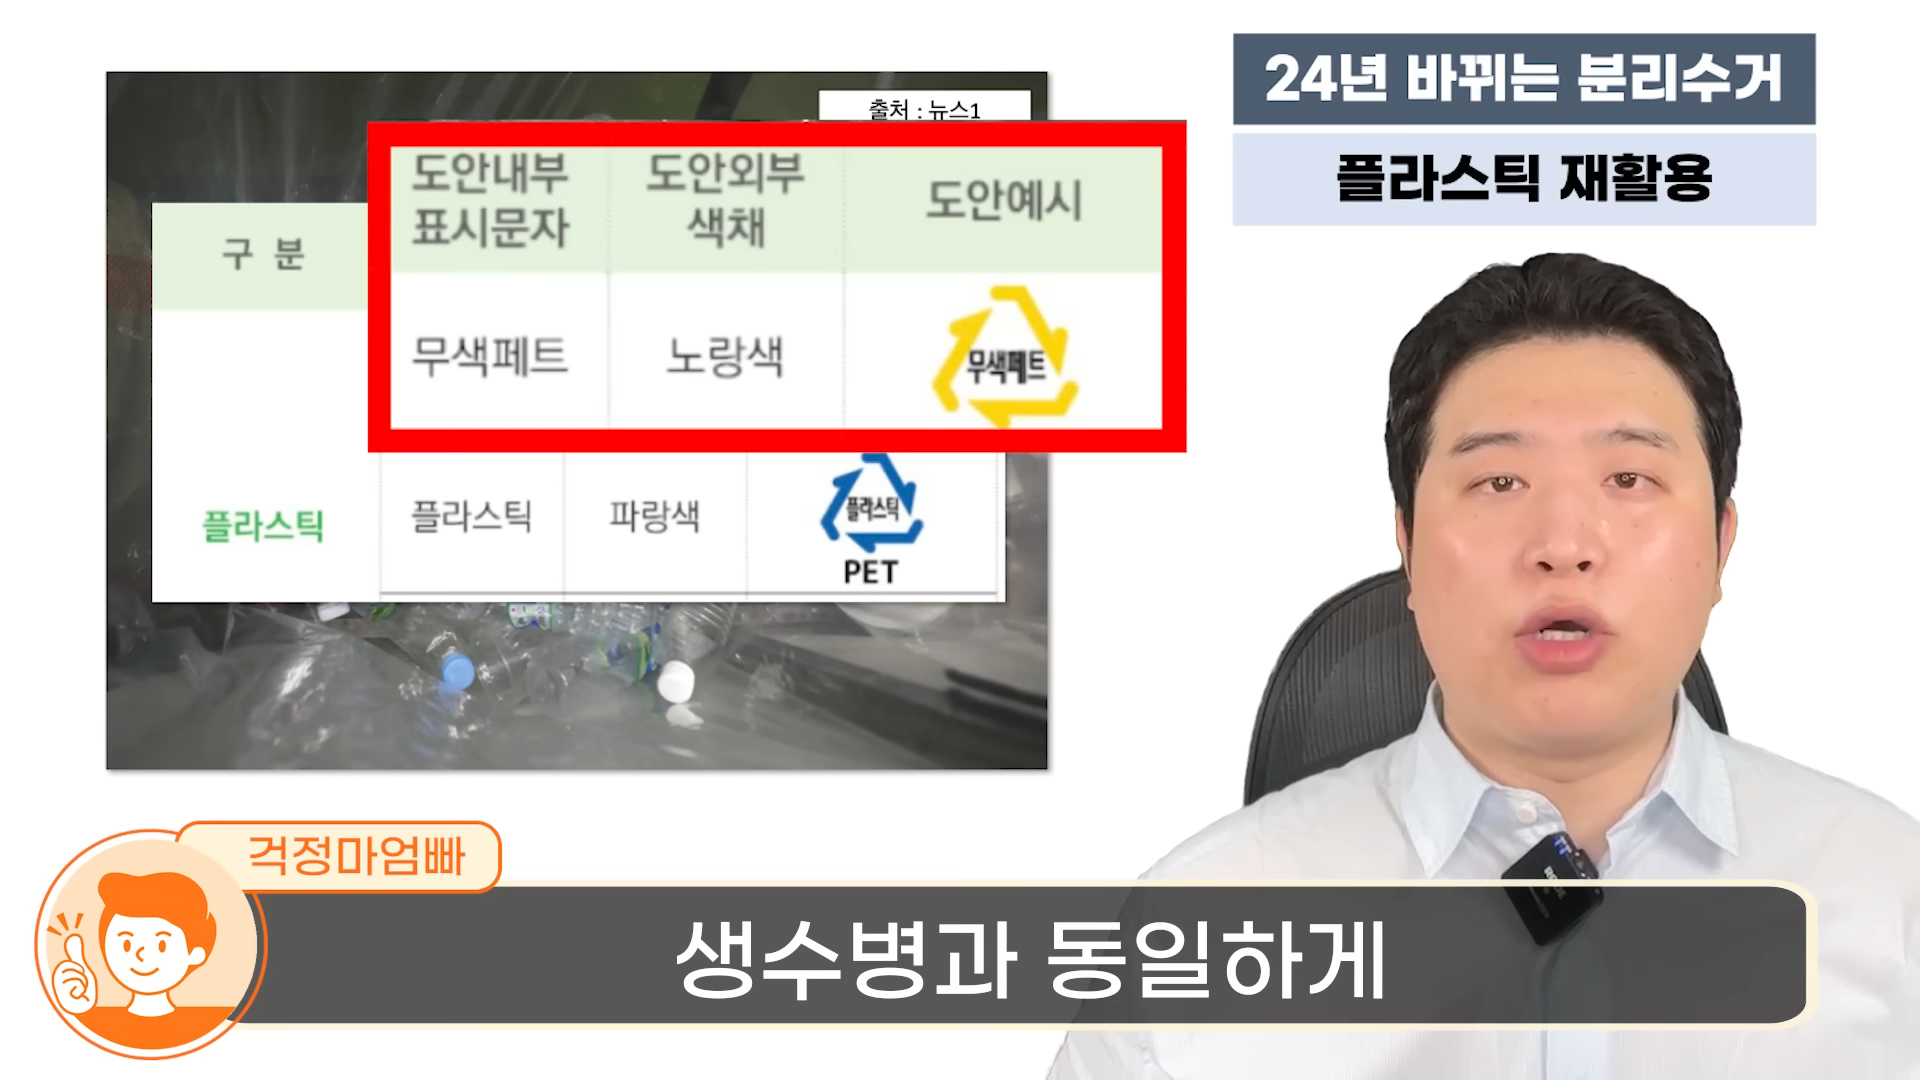 24년 바뀌는 분리수거
플라스틱 재활용
출처 : 뉴스1
구 분
도안내부
표시문자
도안외부
색채
도안예시
무색페트
노랑색
무색페트
플라스틱
플라스틱
파랑색
플라스틱
PET
걱정마엄빠
생수병과 동일하게